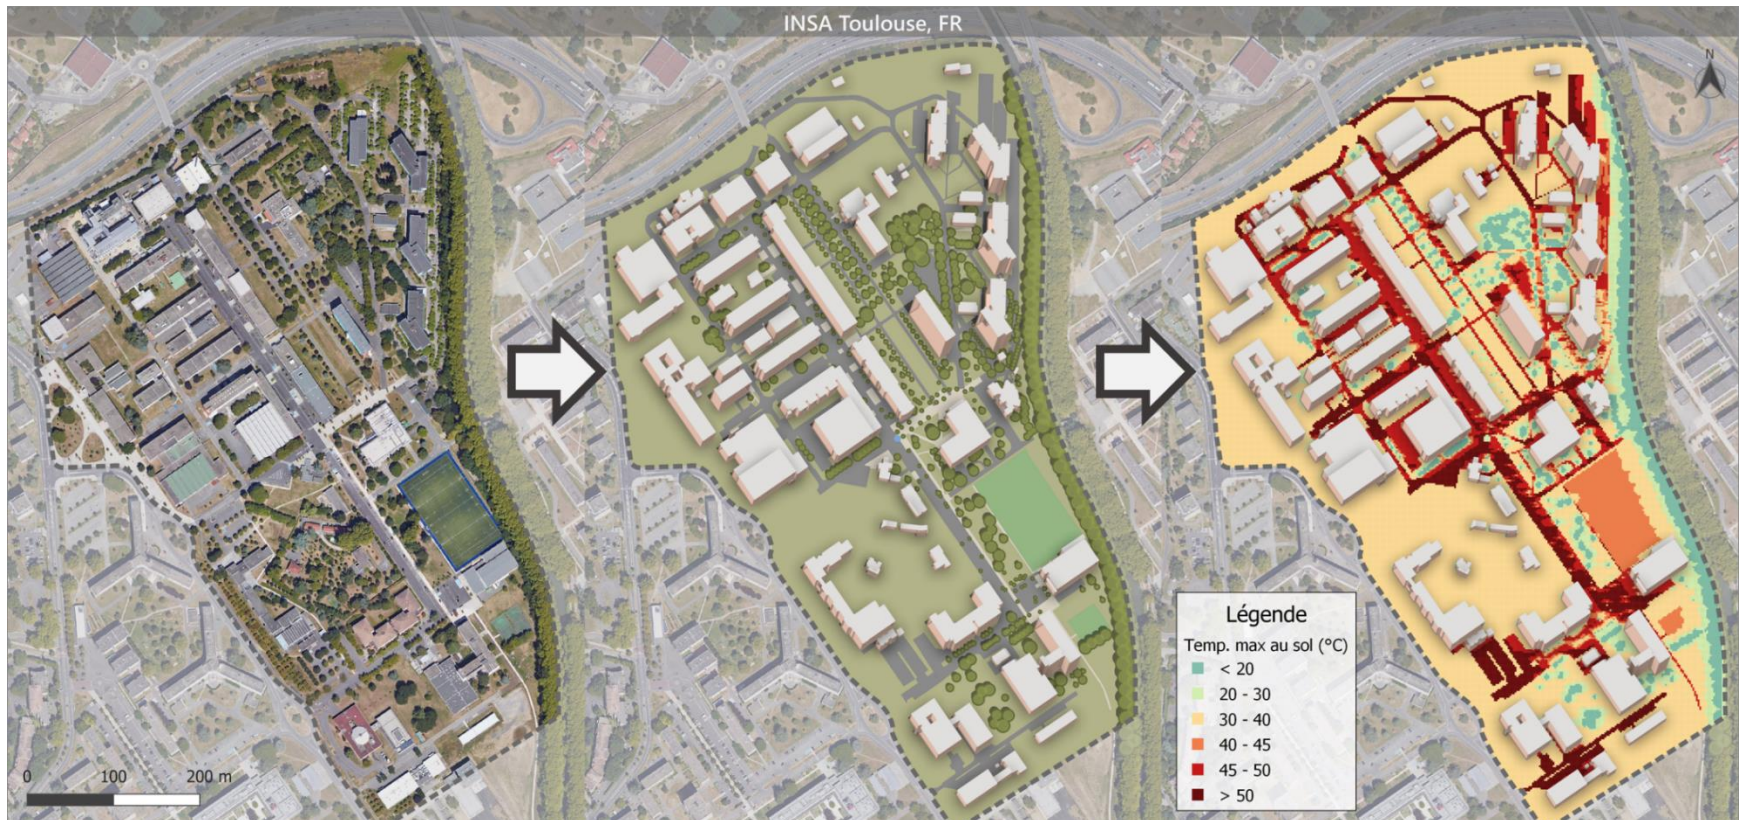 INSA Toulouse, FR
N
Légende
Temp. max au sol (°C)
< 20
20 - 30
30 - 40
40 - 45
45 - 50
> 50
0 100 200 m